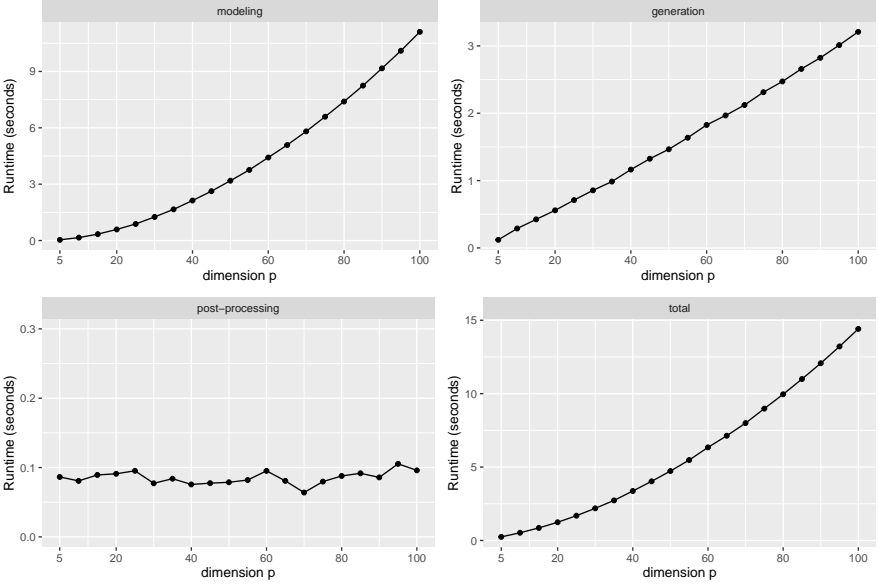 modeling
Runtime (seconds)
9
6
3
0
5 20 40 60 80 100
dimension p
generation
Runtime (seconds)
3
2
1
0
5 20 40 60 80 100
dimension p
post−processing
Runtime (seconds)
0.3
0.2
0.1
0.0
5 20 40 60 80 100
dimension p
total
Runtime (seconds)
15
10
5
0
5 20 40 60 80 100
dimension p